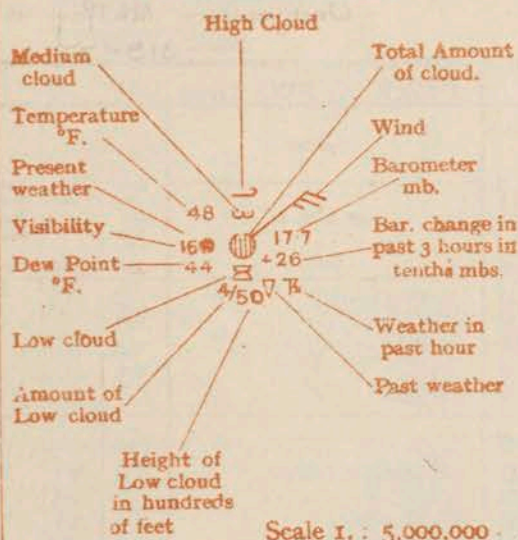 High Cloud
Medium
cloud
Total Amount
of cloud.
Temperature
°F.
Wind
Present
weather
Barometer
mb.
48
Visibility
16
17.7
Bar. change in
past 3 hours in
tenths mbs.
+26
Dew Point
°F.
44
4/50
Low cloud
Weather in
past hour
Amount of
Low cloud
Past weather
Height of
Low cloud
in hundreds
of feet
Scale 1. : 5,000,000